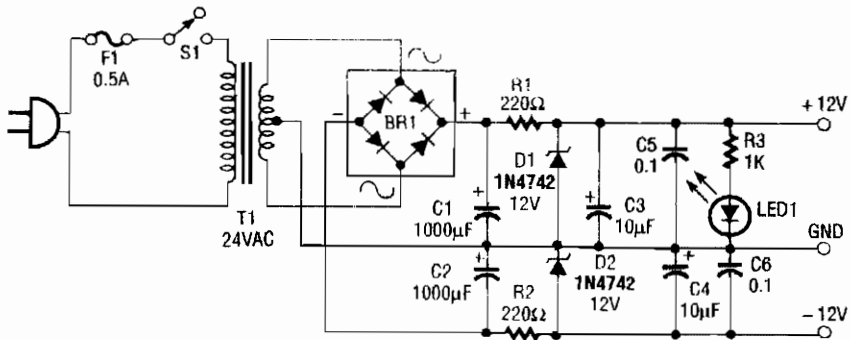 F1
0.5A
S1
T1
24VAC
−
BR1
+
R1
220Ω
D1
1N4742
12V
+
C1
1000µF
+
C2
1000µF
+
C3
10µF
D2
1N4742
12V
R2
220Ω
C5
0.1
R3
1K
LED1
+
C4
10µF
C6
0.1
+12V
GND
−12V